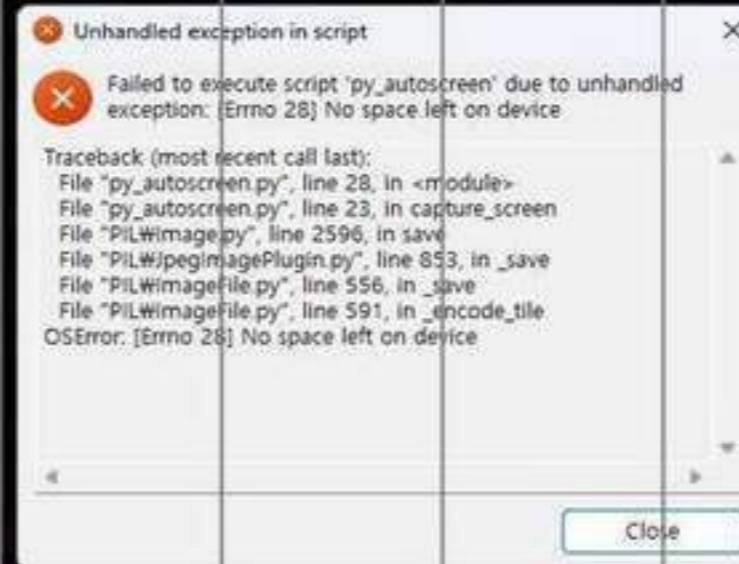 Unhandled exception in script
Failed to execute script 'py_autoscreen' due to unhandled
exception: [Errno 28] No space left on device
Traceback (most recent call last):
File "py_autoscreen.py", line 28, in <module>
File "py_autoscreen.py", line 23, in capture_screen
File "PIL₩Image.py", line 2596, in save
File "PIL₩JpegImagePlugin.py", line 853, in _save
File "PIL₩ImageFile.py", line 556, in _save
File "PIL₩ImageFile.py", line 591, in _encode_tile
OSError: [Errno 28] No space left on device
Close